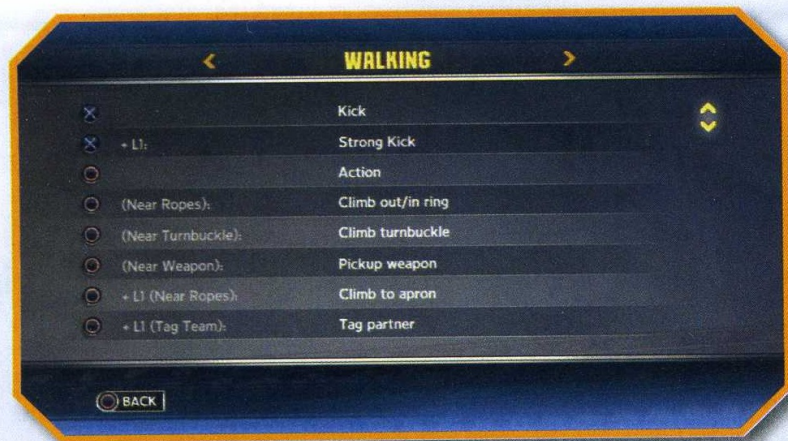 WALKING
Kick
+ L1: Strong Kick
Action
(Near Ropes): Climb out/in ring
(Near Turnbuckle): Climb turnbuckle
(Near Weapon): Pickup weapon
+ L1 (Near Ropes): Climb to apron
+ L1 (Tag Team): Tag partner
BACK